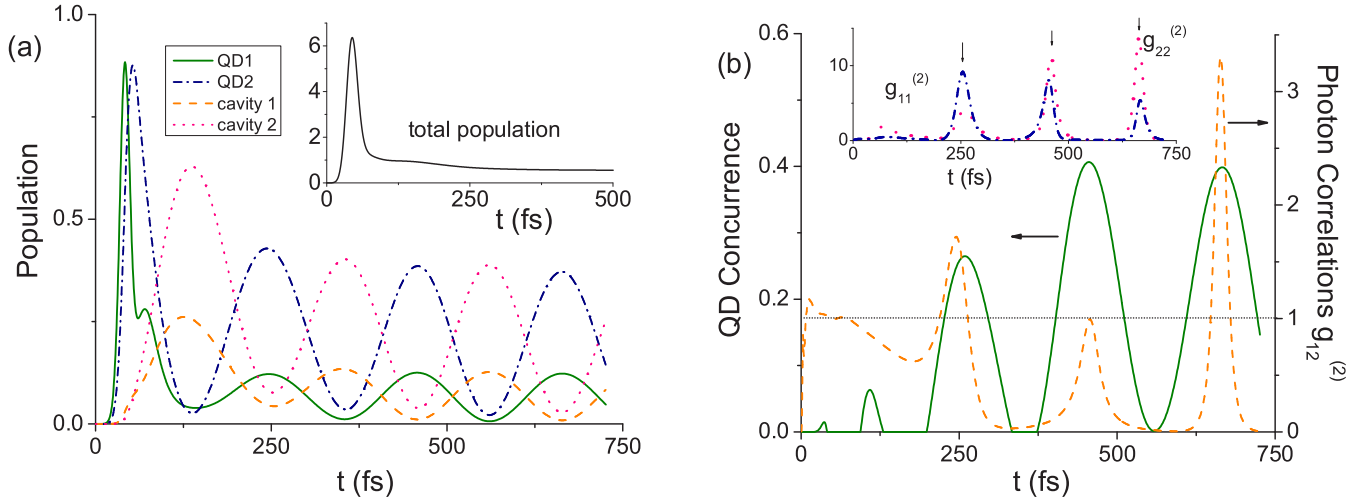 (a)
Population
1.0
0.5
0.0
QD1
QD2
cavity 1
cavity 2
6
4
2
0
total population
0 250 500
t (fs)
0 250 500 750
t (fs)
(b)
QD Concurrence
0.6
0.4
0.2
0.0
10
0
g11(2)
g22(2)
0 250 500 750
t (fs)
3
2
1
0
Photon Correlations g12(2)
0 250 500 750
t (fs)